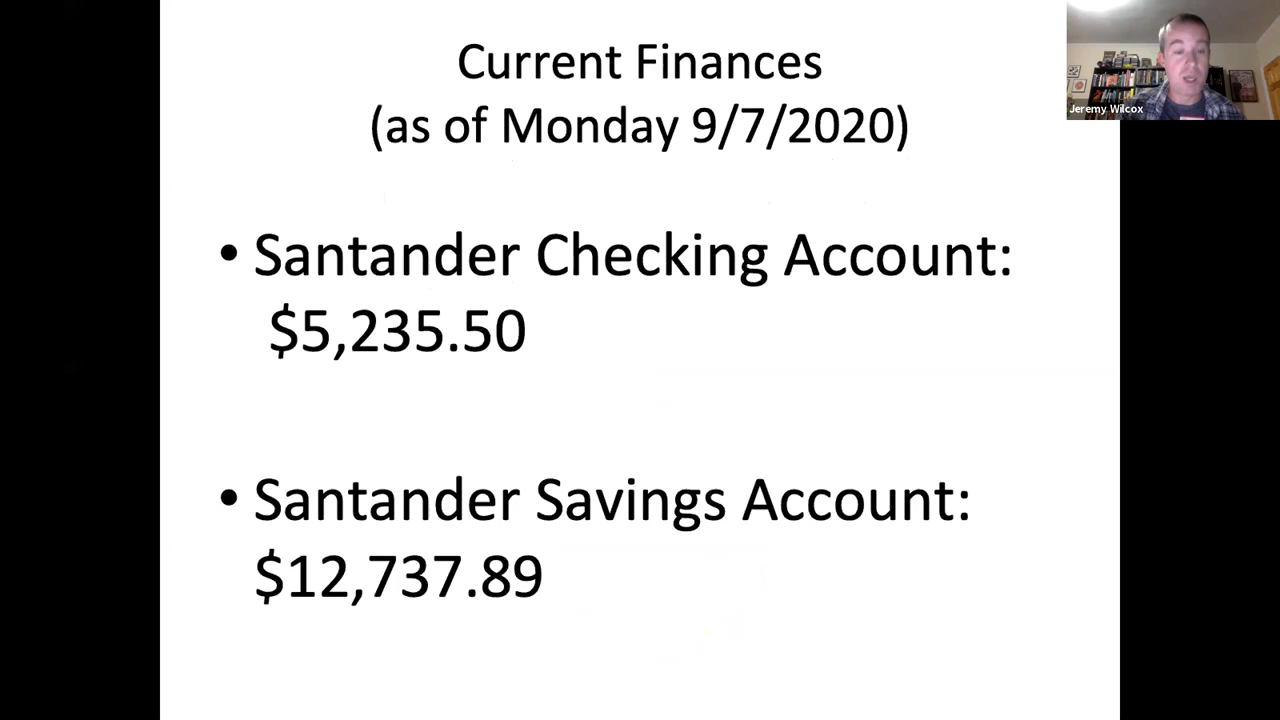 Current Finances
(as of Monday 9/7/2020)
• Santander Checking Account:
$5,235.50
• Santander Savings Account:
$12,737.89
Jeremy Wilcox